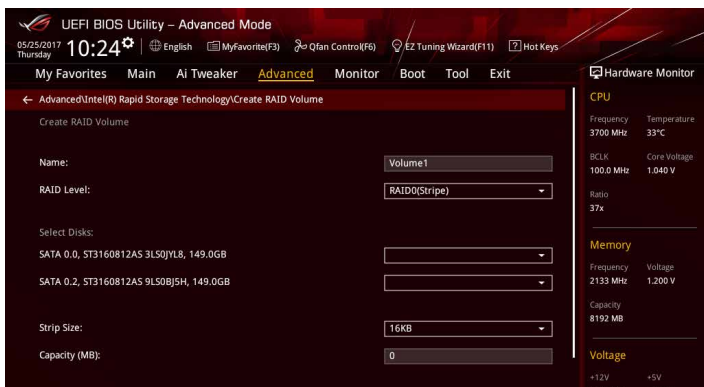 UEFI BIOS Utility – Advanced Mode
05/25/2017 Thursday 10:24 English MyFavorite(F3) Qfan Control(F6) EZ Tuning Wizard(F11) ? Hot Keys
My Favorites Main Ai Tweaker Advanced Monitor Boot Tool Exit
← Advanced\Intel(R) Rapid Storage Technology\Create RAID Volume
Create RAID Volume
Name: Volume1
RAID Level: RAID0(Stripe)
Select Disks:
SATA 0.0, ST3160812AS 3LS0JYL8, 149.0GB
SATA 0.2, ST3160812AS 9LS0BJ5H, 149.0GB
Strip Size: 16KB
Capacity (MB): 0
Hardware Monitor
CPU
Frequency Temperature
3700 MHz 33°C
BCLK Core Voltage
100.0 MHz 1.040 V
Ratio
37x
Memory
Frequency Voltage
2133 MHz 1.200 V
Capacity
8192 MB
Voltage
+12V +5V